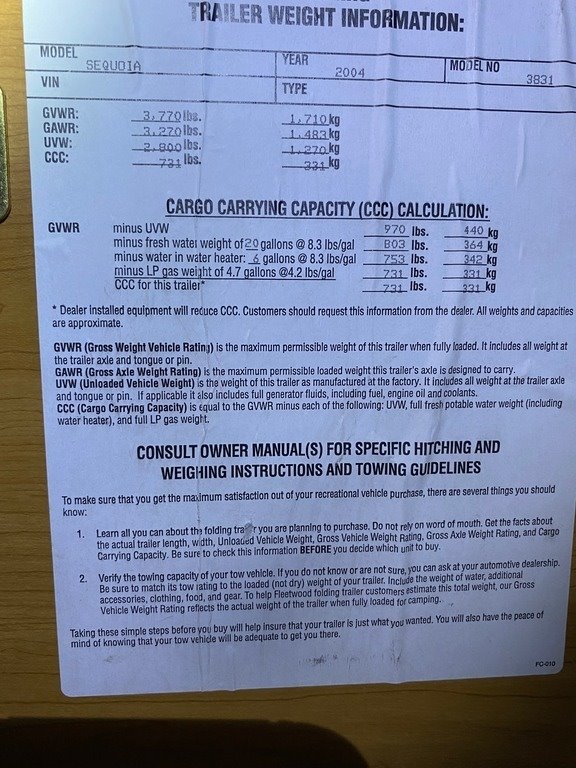 TRAILER WEIGHT INFORMATION:
MODEL SEQUOIA YEAR 2004 MODEL NO 3831
VIN TYPE
GVWR: 3,770 lbs. 1,710 kg
GAWR: 3,270 lbs. 1,483 kg
UVW: 2,800 lbs. 1,270 kg
CCC: 731 lbs. 331 kg
CARGO CARRYING CAPACITY (CCC) CALCULATION:
GVWR minus UVW 970 lbs. 440 kg
minus fresh water weight of 20 gallons @ 8.3 lbs/gal 803 lbs. 364 kg
minus water in water heater: 6 gallons @ 8.3 lbs/gal 753 lbs. 342 kg
minus LP gas weight of 4.7 gallons @4.2 lbs/gal 731 lbs. 331 kg
CCC for this trailer* 731 lbs. 331 kg
* Dealer installed equipment will reduce CCC. Customers should request this information from the dealer. All weights and capacities
are approximate.
GVWR (Gross Weight Vehicle Rating) is the maximum permissible weight of this trailer when fully loaded. It includes all weight at
the trailer axle and tongue or pin.
GAWR (Gross Axle Weight Rating) is the maximum permissible loaded weight this trailer's axle is designed to carry.
UVW (Unloaded Vehicle Weight) is the weight of this trailer as manufactured at the factory. It includes all weight at the trailer axle
and tongue or pin. If applicable it also includes full generator fluids, including fuel, engine oil and coolants.
CCC (Cargo Carrying Capacity) is equal to the GVWR minus each of the following: UVW, full fresh potable water weight (including
water heater), and full LP gas weight.
CONSULT OWNER MANUAL(S) FOR SPECIFIC HITCHING AND
WEIGHING INSTRUCTIONS AND TOWING GUIDELINES
To make sure that you get the maximum satisfaction out of your recreational vehicle purchase, there are several things you should
know:
1. Learn all you can about the folding trailer you are planning to purchase. Do not rely on word of mouth. Get the facts about
the actual trailer length, width, Unloaded Vehicle Weight, Gross Vehicle Weight Rating, Gross Axle Weight Rating, and Cargo
Carrying Capacity. Be sure to check this information BEFORE you decide which unit to buy.
2. Verify the towing capacity of your tow vehicle. If you do not know or are not sure, you can ask at your automotive dealership.
Be sure to match its tow rating to the loaded (not dry) weight of your trailer. Include the weight of water, additional
accessories, clothing, food, and gear. To help Fleetwood folding trailer customers estimate this total weight, our Gross
Vehicle Weight Rating reflects the actual weight of the trailer when fully loaded for camping.
Taking these simple steps before you buy will help insure that your trailer is just what you wanted. You will also have the peace of
mind of knowing that your tow vehicle will be adequate to get you there.
FC-010